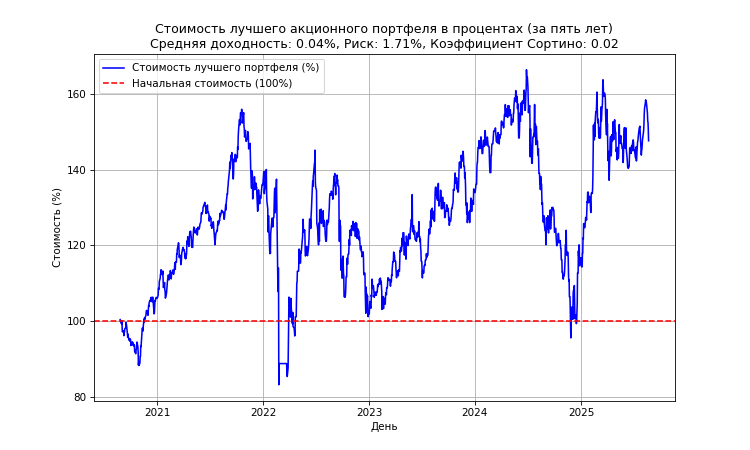 Стоимость лучшего акционного портфеля в процентах (за пять лет)
Средняя доходность: 0.04%, Риск: 1.71%, Коэффициент Сортино: 0.02
Стоимость лучшего портфеля (%)
Начальная стоимость (100%)
Стоимость (%)
160
140
120
100
80
2021 2022 2023 2024 2025
День